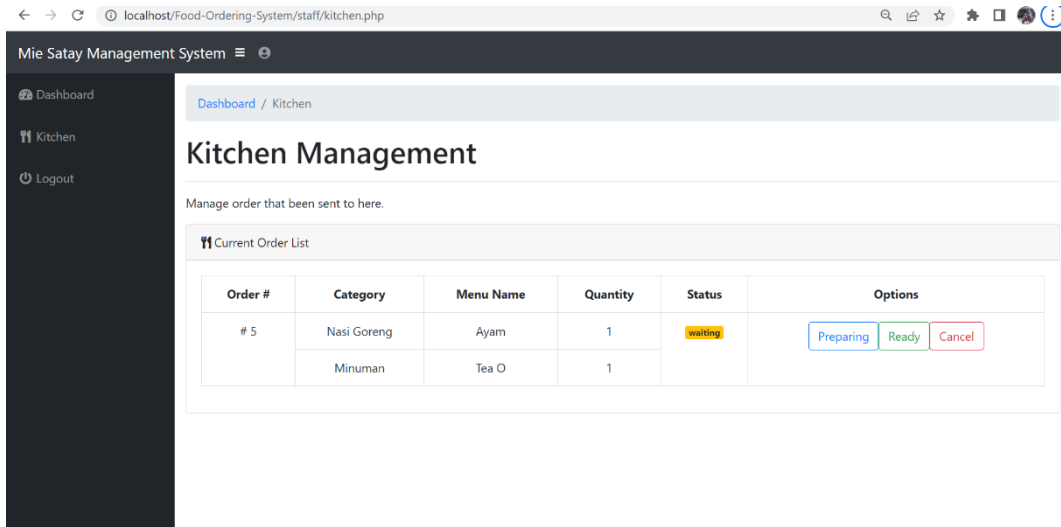 localhost/Food-Ordering-System/staff/kitchen.php
Mie Satay Management System
Dashboard
Kitchen
Logout
Dashboard / Kitchen
Kitchen Management
Manage order that been sent to here.
Current Order List
Order # Category Menu Name Quantity Status Options
# 5 Nasi Goreng Ayam 1 waiting Preparing Ready Cancel
Minuman Tea O 1